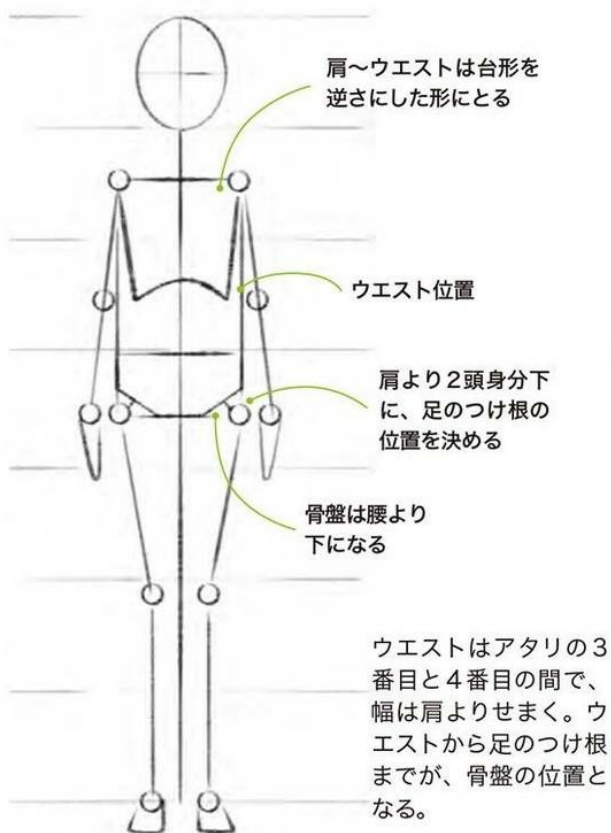 肩〜ウエストは台形を
逆さにした形にとる
ウエスト位置
肩より２頭身分下
に、足のつけ根の
位置を決める
骨盤は腰より
下になる
ウエストはアタリの３
番目と４番目の間で、
幅は肩よりせまく。ウ
エストから足のつけ根
までが、骨盤の位置と
なる。